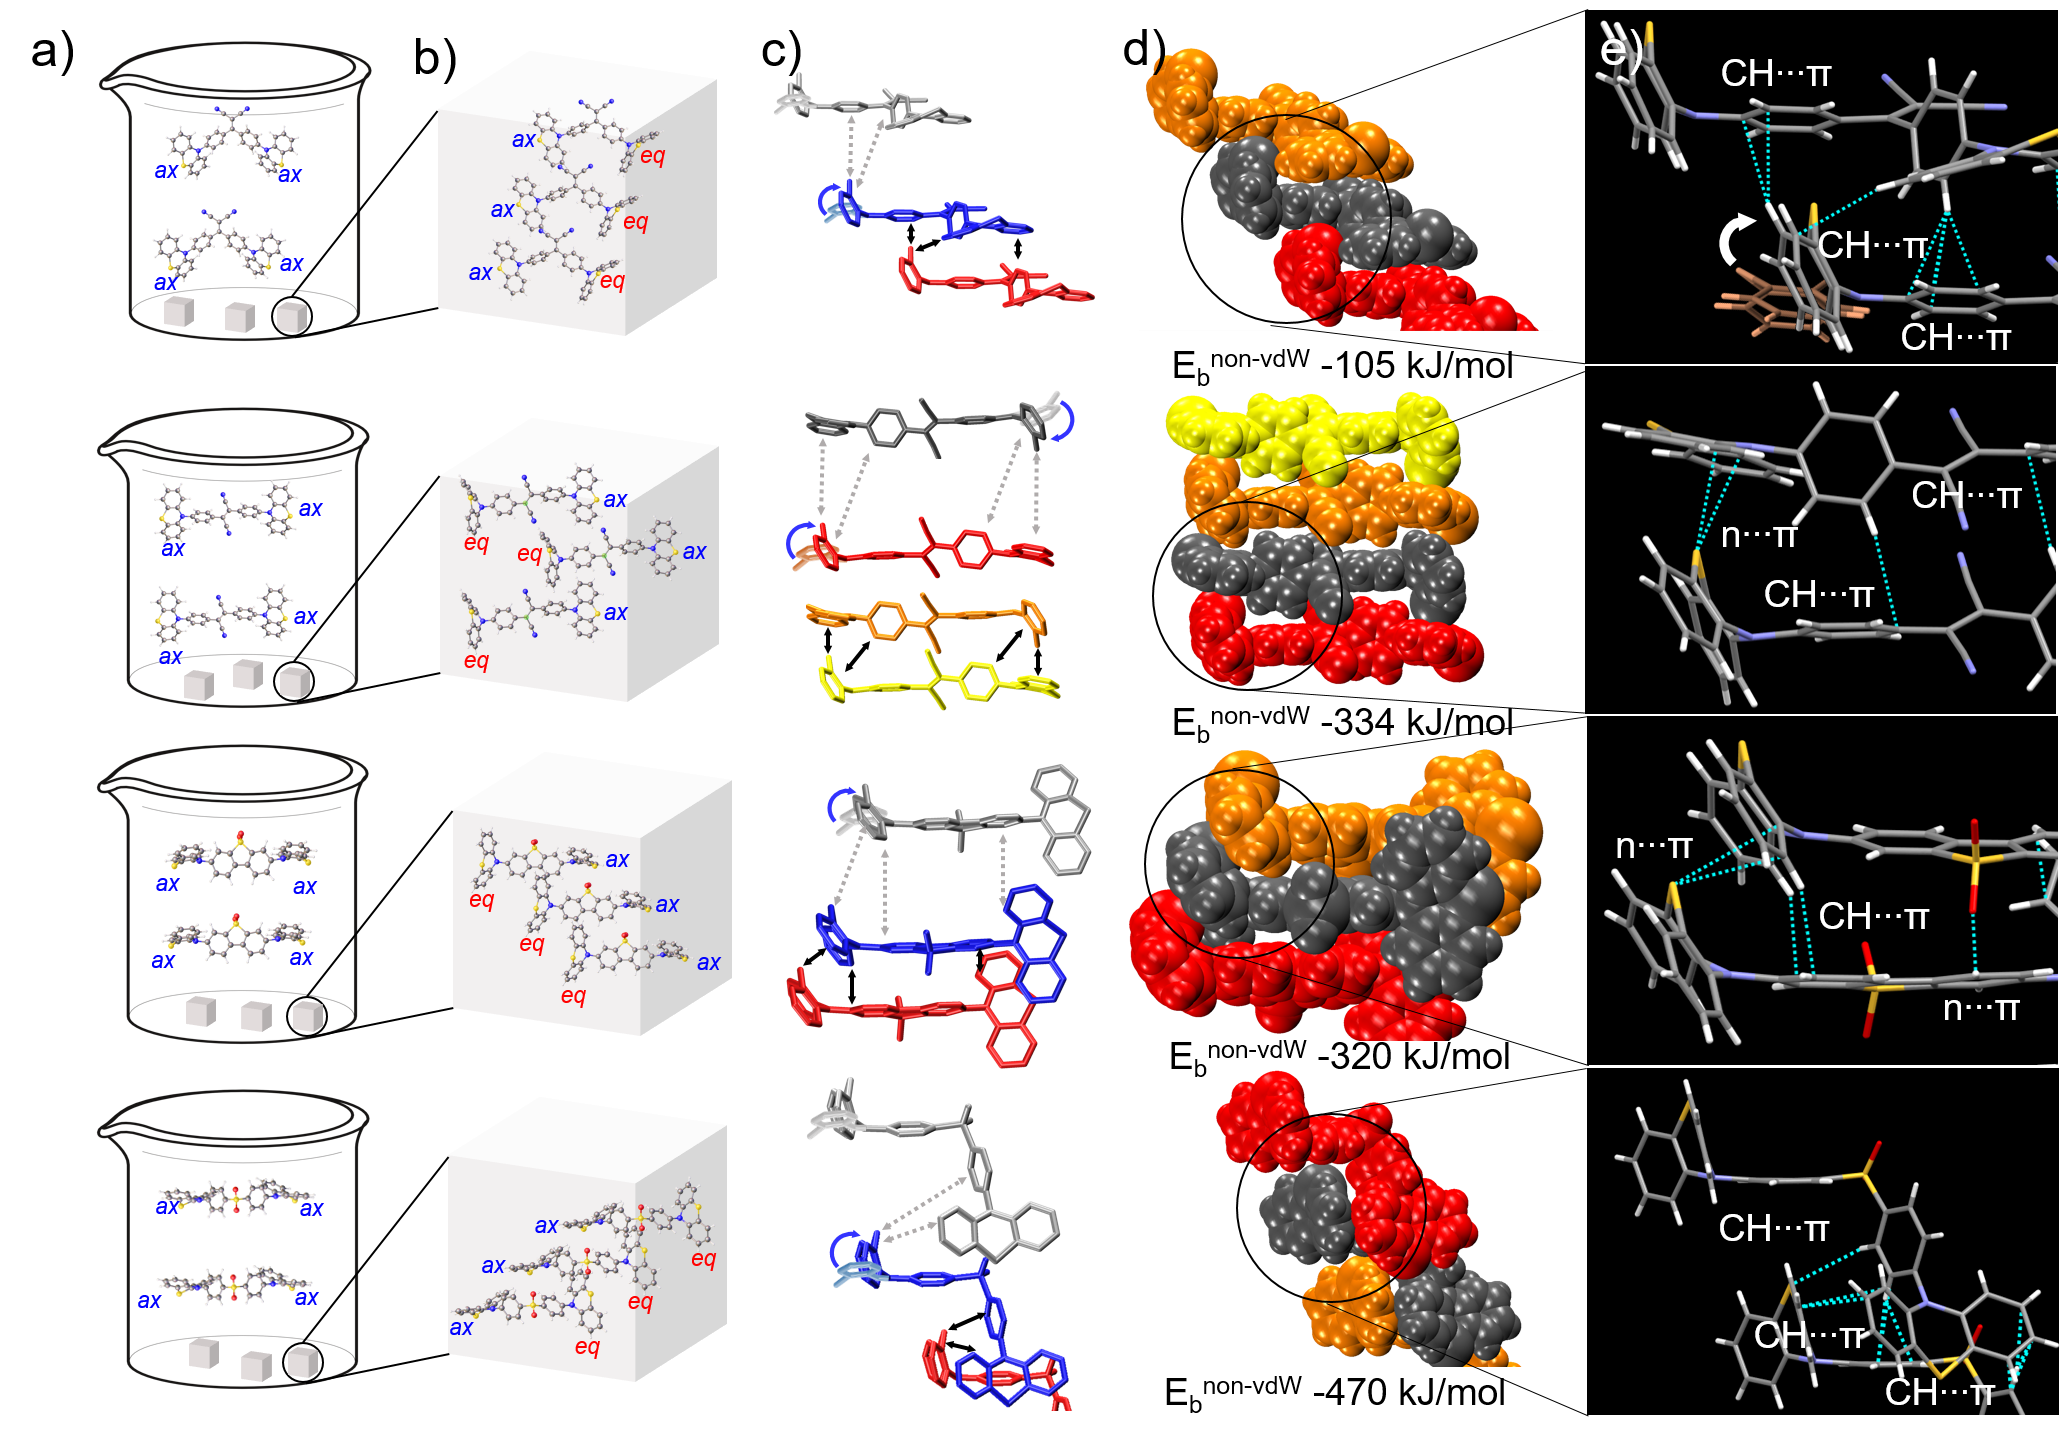 a)
b)
c)
d)
e)
ax
ax
ax
ax
ax
eq
ax
eq
ax
eq
CH···π
CH···π
CH···π
E_b^non-vdW -105 kJ/mol
ax
ax
ax
ax
ax
eq
eq
ax
ax
eq
CH···π
n···π
CH···π
E_b^non-vdW -334 kJ/mol
ax
ax
ax
ax
ax
eq
ax
eq
ax
eq
n···π
CH···π
n···π
E_b^non-vdW -320 kJ/mol
ax
ax
ax
ax
ax
eq
ax
eq
ax
eq
CH···π
CH···π
CH···π
E_b^non-vdW -470 kJ/mol